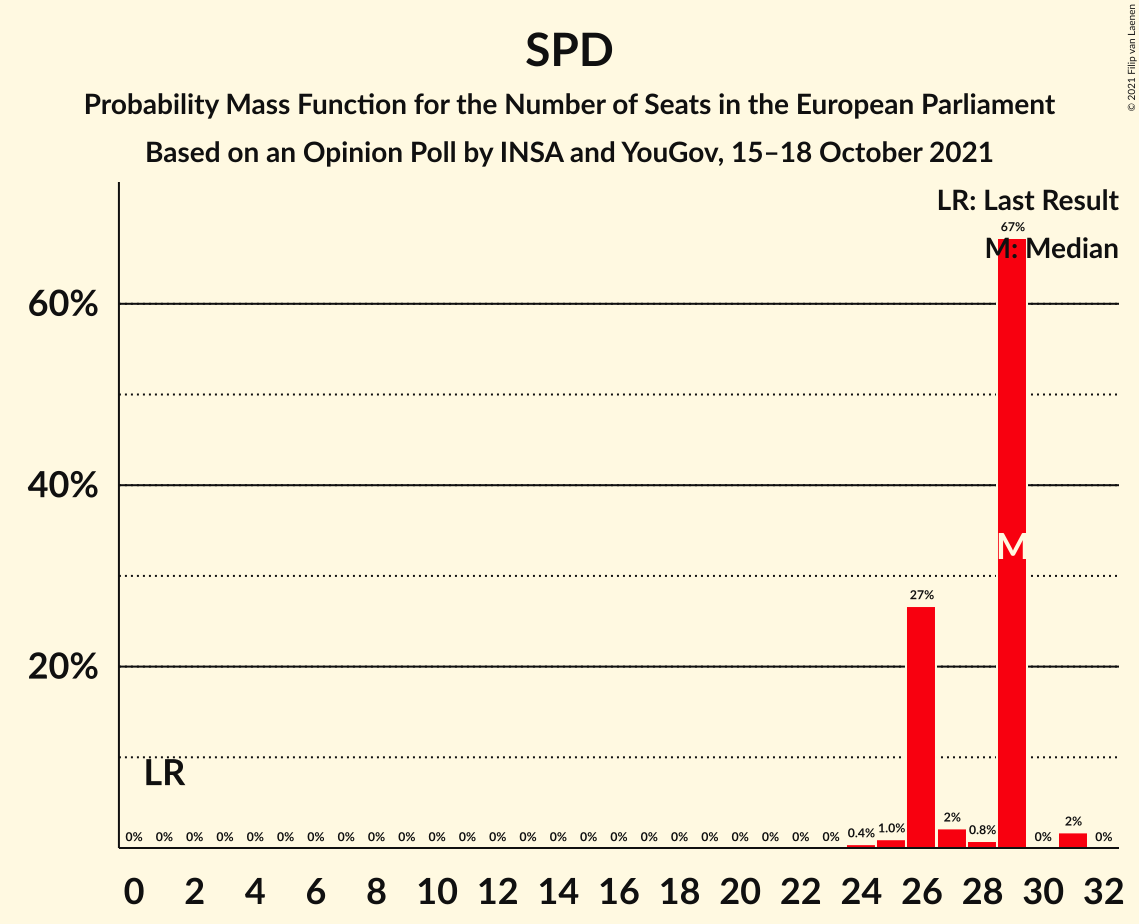 SPD
Probability Mass Function for the Number of Seats in the European Parliament
Based on an Opinion Poll by INSA and YouGov, 15–18 October 2021
© 2021 Filip van Laenen
LR: Last Result
M: Median
67%
60%
40%
M
27%
20%
LR
0% 0% 0% 0% 0% 0% 0% 0% 0% 0% 0% 0% 0% 0% 0% 0% 0% 0% 0% 0% 0% 0% 0% 0% 0.4% 1.0% 2% 0.8% 0% 2% 0%
0 2 4 6 8 10 12 14 16 18 20 22 24 26 28 30 32